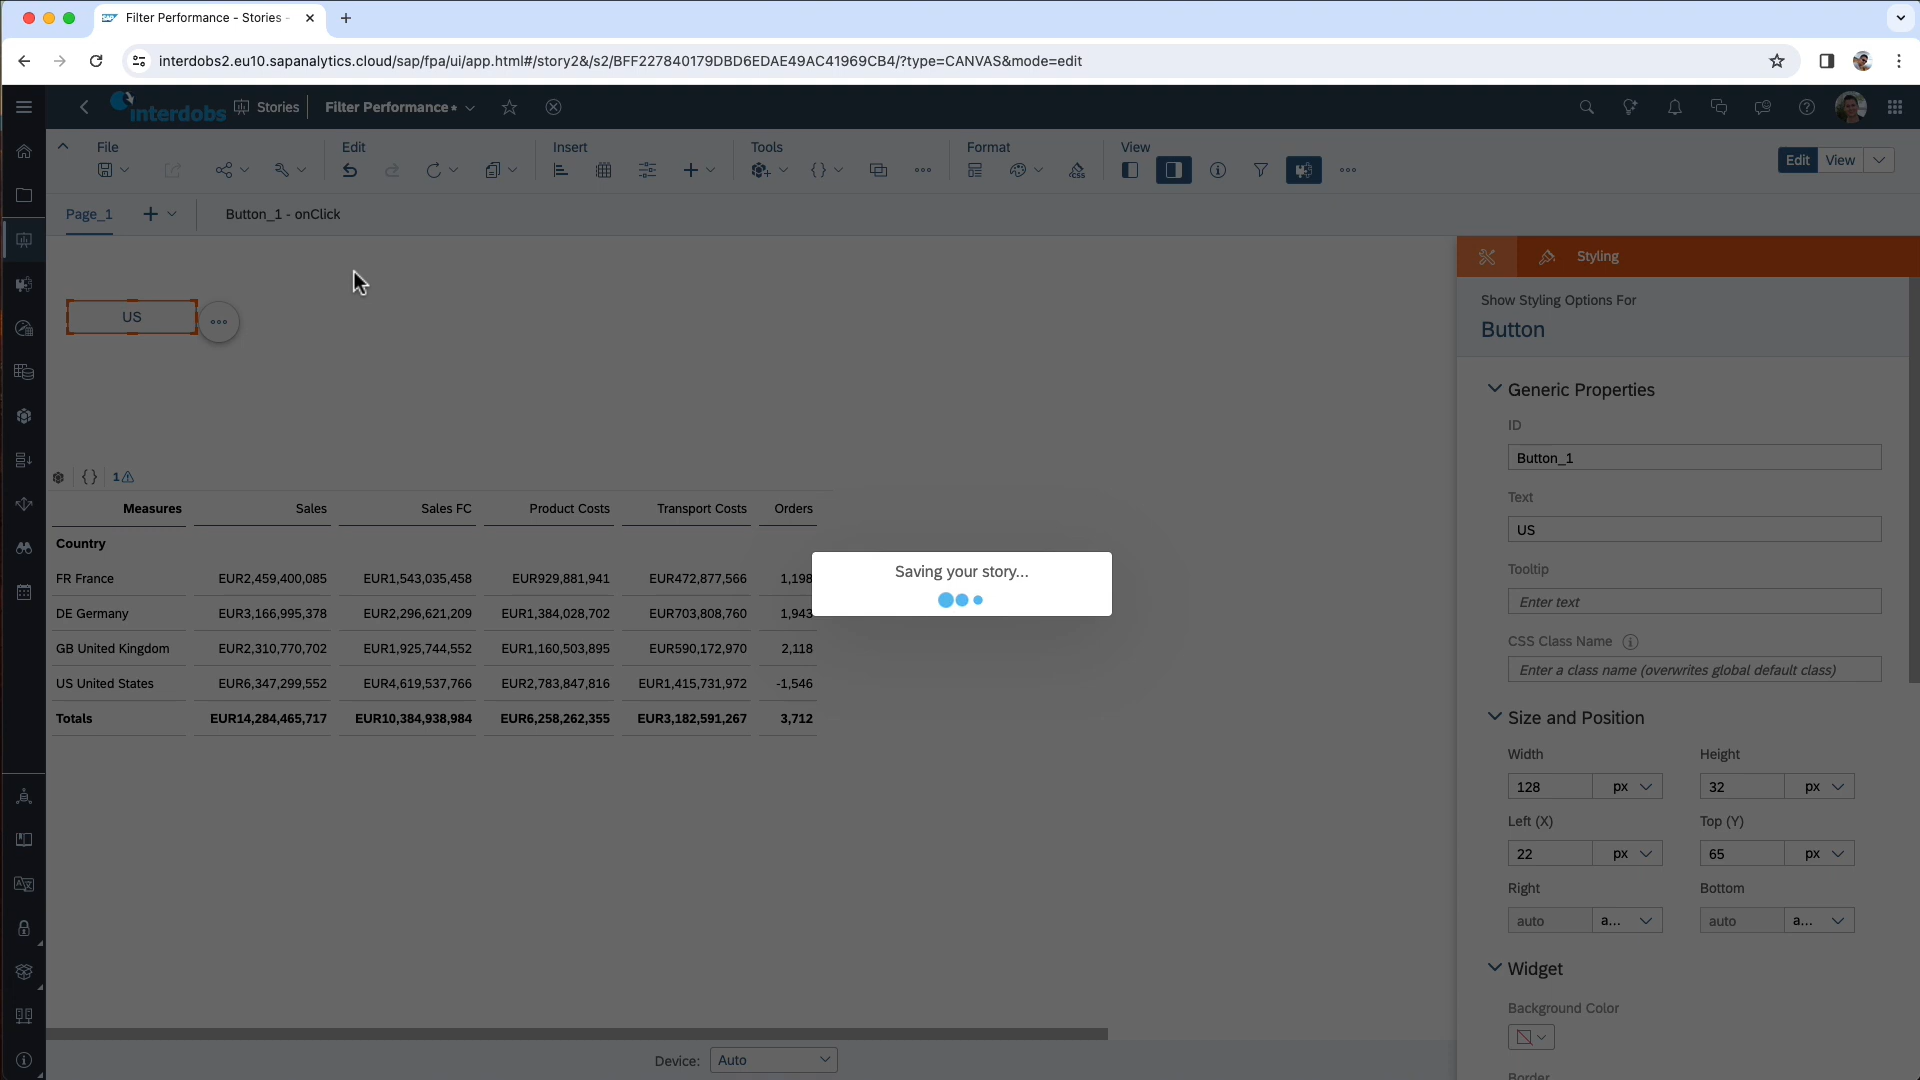 Filter Performance - Stories -
interdobs2.eu10.sapanalytics.cloud/sap/fpa/ui/app.html#/story2&/s2/BFF227840179DBD6EDAE49AC41969CB4/?type=CANVAS&mode=edit
interdobs
Stories
Filter Performance*
File
Edit
Insert
Tools
Format
View
Edit
View
Page_1
Button_1 - onClick
Styling
US
Show Styling Options For
Button
Generic Properties
ID
Button_1
Text
US
Tooltip
Enter text
CSS Class Name
Enter a class name (overwrites global default class)
Size and Position
Width
Height
128 px
32 px
Left (X)
Top (Y)
22 px
65 px
Right
Bottom
auto a...
auto a...
Widget
Background Color
Border
1
Measures Sales Sales FC Product Costs Transport Costs Orders
Country
FR France EUR2,459,400,085 EUR1,543,035,458 EUR929,881,941 EUR472,877,566 1,198
DE Germany EUR3,166,995,378 EUR2,296,621,209 EUR1,384,028,702 EUR703,808,760 1,943
GB United Kingdom EUR2,310,770,702 EUR1,925,744,552 EUR1,160,503,895 EUR590,172,970 2,118
US United States EUR6,347,299,552 EUR4,619,537,766 EUR2,783,847,816 EUR1,415,731,972 -1,546
Totals EUR14,284,465,717 EUR10,384,938,984 EUR6,258,262,355 EUR3,182,591,267 3,712
Saving your story...
Device: Auto